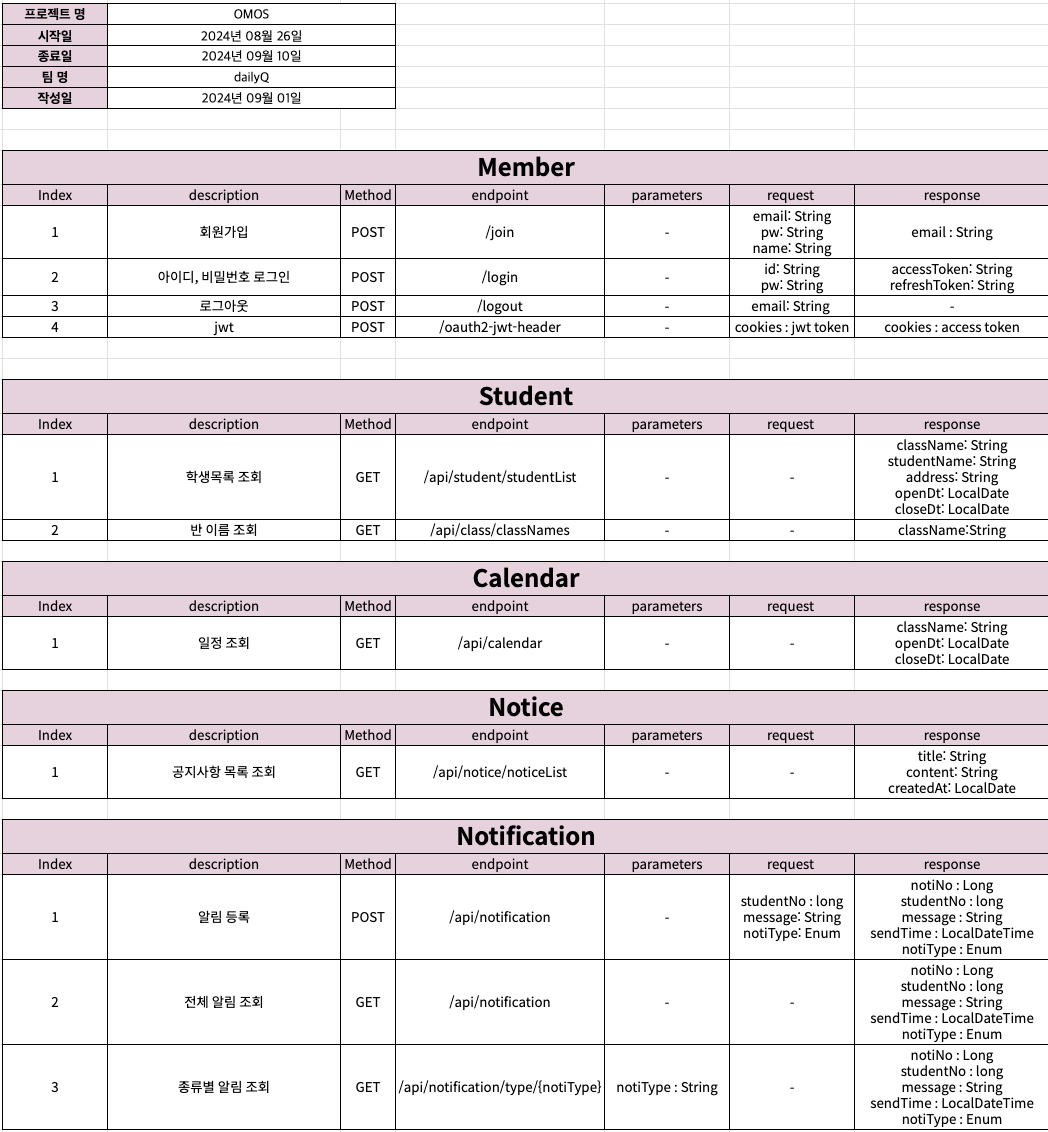 프로젝트 명 OMOS
시작일 2024년 08월 26일
종료일 2024년 09월 10일
팀 명 dailyQ
작성일 2024년 09월 01일
Member
Index description Method endpoint parameters request response
1 회원가입 POST /join - email: String
pw: String
name: String
email : String
2 아이디, 비밀번호 로그인 POST /login - id: String
pw: String
accessToken: String
refreshToken: String
3 로그아웃 POST /logout - email: String -
4 jwt POST /oauth2-jwt-header - cookies : jwt token cookies : access token
Student
Index description Method endpoint parameters request response
1 학생목록 조회 GET /api/student/studentList - - className: String
studentName: String
address: String
openDt: LocalDate
closeDt: LocalDate
2 반 이름 조회 GET /api/class/classNames - - className:String
Calendar
Index description Method endpoint parameters request response
1 일정 조회 GET /api/calendar - - className: String
openDt: LocalDate
closeDt: LocalDate
Notice
Index description Method endpoint parameters request response
1 공지사항 목록 조회 GET /api/notice/noticeList - - title: String
content: String
createdAt: LocalDate
Notification
Index description Method endpoint parameters request response
1 알림 등록 POST /api/notification - studentNo : long
message: String
notiType: Enum
notiNo : Long
studentNo : long
message : String
sendTime : LocalDateTime
notiType : Enum
2 전체 알림 조회 GET /api/notification - - notiNo : Long
studentNo : long
message : String
sendTime : LocalDateTime
notiType : Enum
3 종류별 알림 조회 GET /api/notification/type/{notiType} notiType : String - notiNo : Long
studentNo : long
message : String
sendTime : LocalDateTime
notiType : Enum